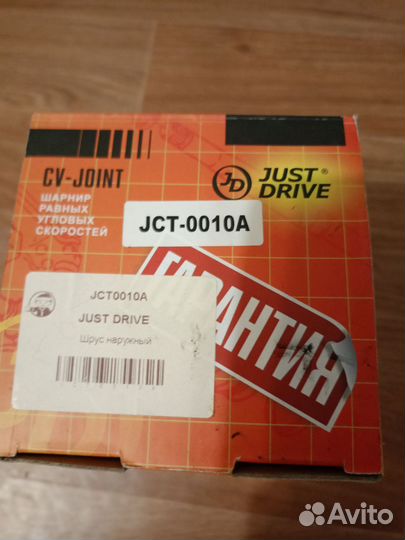 CV-JOINT
ШАРНИР
РАВНЫХ
УГЛОВЫХ
СКОРОСТЕЙ
JD
JUST®
DRIVE
JCT-0010A
ГАРАНТИЯ
JCT0010A
JUST DRIVE
Шрус наружный
Avito